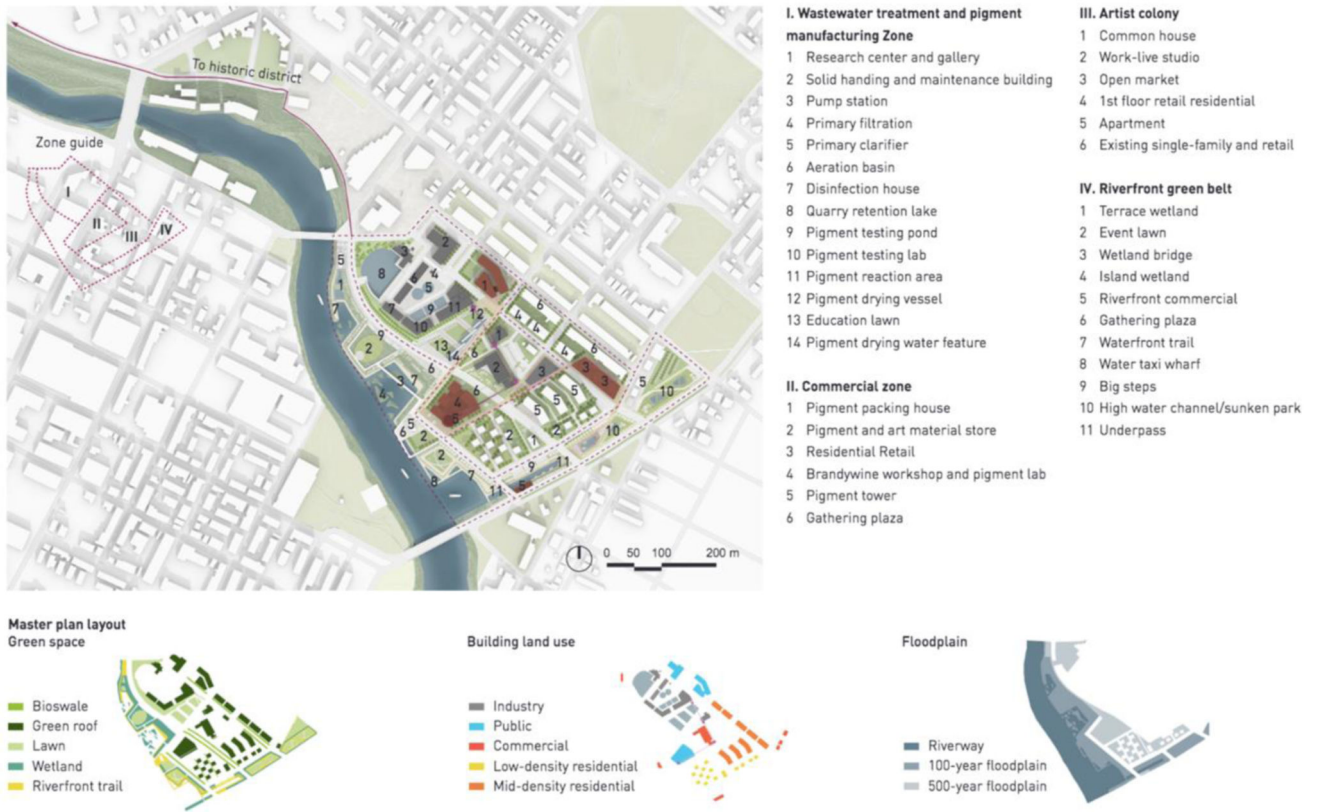 To historic district
Zone guide
I
II
III
IV
0 50 100 200 m
I. Wastewater treatment and pigment
manufacturing Zone
1 Research center and gallery
2 Solid handing and maintenance building
3 Pump station
4 Primary filtration
5 Primary clarifier
6 Aeration basin
7 Disinfection house
8 Quarry retention lake
9 Pigment testing pond
10 Pigment testing lab
11 Pigment reaction area
12 Pigment drying vessel
13 Education lawn
14 Pigment drying water feature
II. Commercial zone
1 Pigment packing house
2 Pigment and art material store
3 Residential Retail
4 Brandywine workshop and pigment lab
5 Pigment tower
6 Gathering plaza
III. Artist colony
1 Common house
2 Work-live studio
3 Open market
4 1st floor retail residential
5 Apartment
6 Existing single-family and retail
IV. Riverfront green belt
1 Terrace wetland
2 Event lawn
3 Wetland bridge
4 Island wetland
5 Riverfront commercial
6 Gathering plaza
7 Waterfront trail
8 Water taxi wharf
9 Big steps
10 High water channel/sunken park
11 Underpass
Master plan layout
Green space
Bioswale
Green roof
Lawn
Wetland
Riverfront trail
Building land use
Industry
Public
Commercial
Low-density residential
Mid-density residential
Floodplain
Riverway
100-year floodplain
500-year floodplain